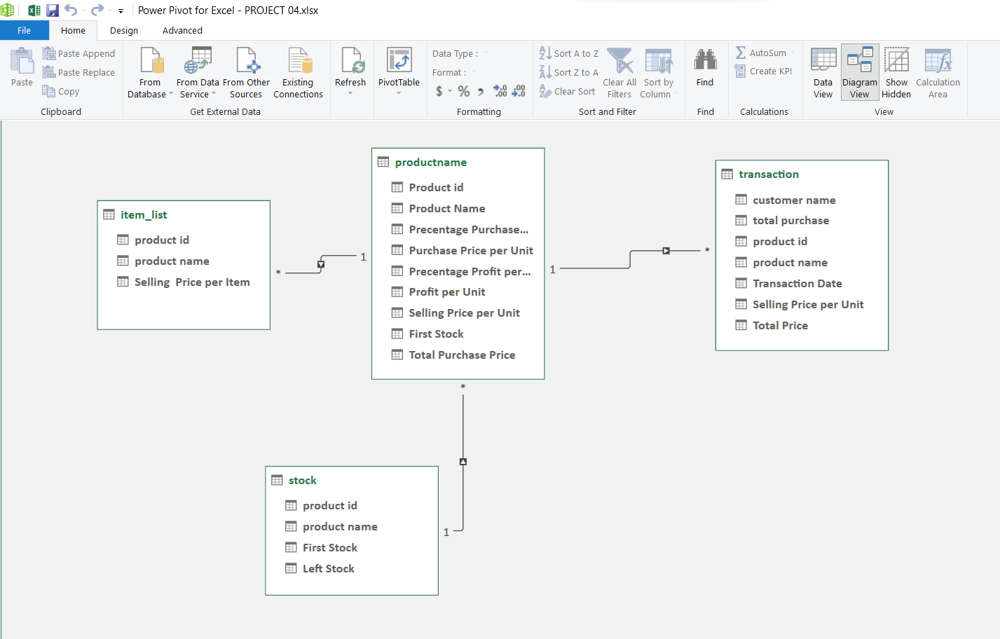 Power Pivot for Excel - PROJECT 04.xlsx
File Home Design Advanced
Paste
Paste Append
Paste Replace
Copy
Clipboard
From Database
From Data Service
From Other Sources
Existing Connections
Get External Data
Refresh
PivotTable
Data Type :
Format :
$ % , .00 .00
Formatting
Sort A to Z
Sort Z to A
Clear Sort
Clear All Filters
Sort by Column
Sort and Filter
Find
Find
AutoSum
Create KPI
Calculations
Data View
Diagram View
Show Hidden
Calculation Area
View
item_list
product id
product name
Selling Price per Item
* 1
productname
Product id
Product Name
Precentage Purchase...
Purchase Price per Unit
Precentage Profit per...
Profit per Unit
Selling Price per Unit
First Stock
Total Purchase Price
1 *
transaction
customer name
total purchase
product id
product name
Transaction Date
Selling Price per Unit
Total Price
*
1
stock
product id
product name
First Stock
Left Stock